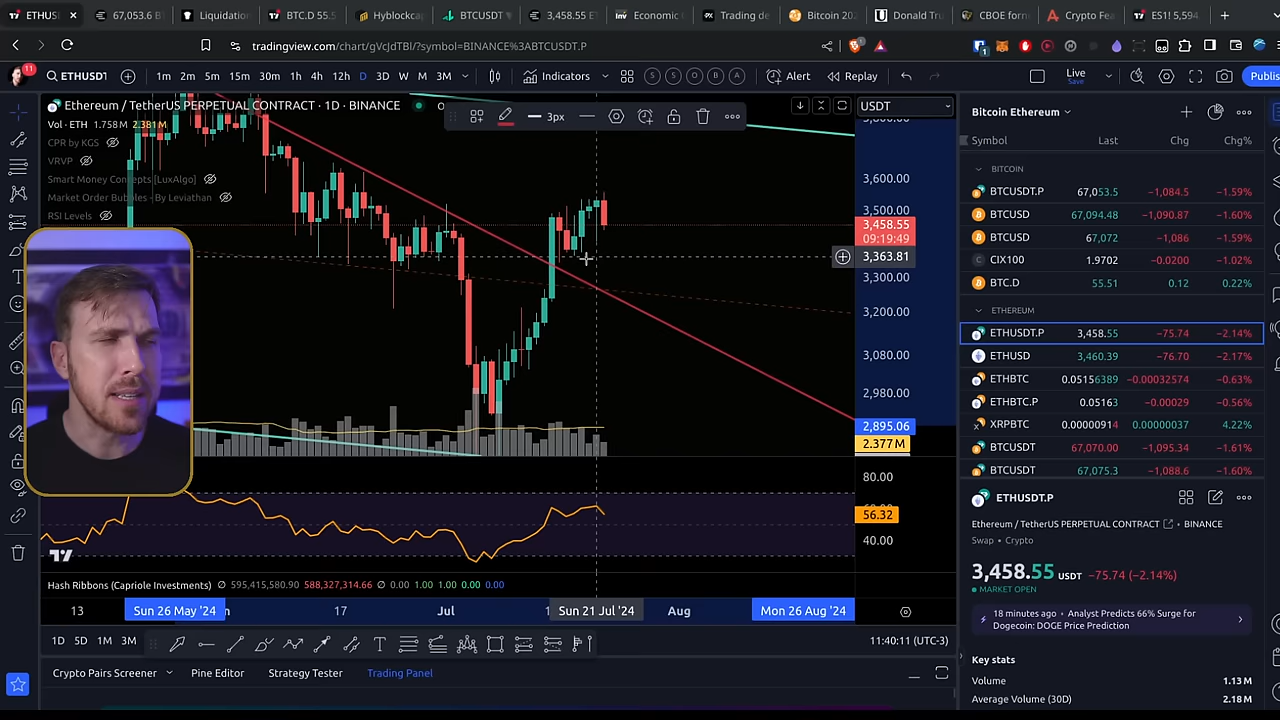 ETHUSD
67,053.5 B
Liquidation
BTC.D 55.5
Hyblockcap
BTCUSDT
3,458.55 E
Economic
Trading de
Bitcoin 202
Donald Tru
CBOE form
Crypto Fea
ES1! 5,594
tradingview.com/chart/gVcJdTBI/?symbol=BINANCE%3ABTCUSDT.P
11
ETHUSDT
1m 2m 5m 15m 30m 1h 4h 12h D 3D W M 3M
Indicators
S S O B A
Alert
Replay
Live
Save
Publis
Ethereum / TetherUS PERPETUAL CONTRACT · 1D · BINANCE
3px
USDT
Vol · ETH 1.758 M 2.381 M
CPR by KGS
VRVP
Smart Money Concepts [LuxAlgo]
Market Order Bubbles - By Leviathan
RSI Levels
3,600.00
3,500.00
3,458.55
09:19:49
3,363.81
3,300.00
3,200.00
3,080.00
2,980.00
2,895.06
2.377 M
80.00
56.32
40.00
Hash Ribbons (Capriole Investments) ∅ 595,415,580.90 588,327,314.66 ∅ 0.00 1.00 1.00 0.00 0.00
13
Sun 26 May '24
17
Jul
Sun 21 Jul '24
Aug
Mon 26 Aug '24
1D 5D 1M 3M
11:40:11 (UTC-3)
Crypto Pairs Screener
Pine Editor
Strategy Tester
Trading Panel
Bitcoin Ethereum
Symbol Last Chg Chg%
BITCOIN
BTCUSDT.P 67,053.5 −1,084.5 −1.59%
BTCUSD 67,094.48 −1,090.87 −1.60%
BTCUSD 67,072 −1,086 −1.59%
CIX100 1.9702 −0.0200 −1.02%
BTC.D 55.51 0.12 0.22%
ETHEREUM
ETHUSDT.P 3,458.55 −75.74 −2.14%
ETHUSD 3,460.39 −76.70 −2.17%
ETHBTC 0.05156389 −0.00032574 −0.63%
ETHBTC.P 0.05163 −0.00029 −0.56%
XRPBTC 0.00000914 0.00000037 4.22%
BTCUSDT 67,070.00 −1,095.34 −1.61%
BTCUSDT 67,075.3 −1,088.6 −1.60%
ETHUSDT.P
Ethereum / TetherUS PERPETUAL CONTRACT
BINANCE
Swap • Crypto
3,458.55 USDT −75.74 (−2.14%)
MARKET OPEN
18 minutes ago • Analyst Predicts 66% Surge for
Dogecoin: DOGE Price Prediction
Key stats
Volume 1.13 M
Average Volume (30D) 2.18 M